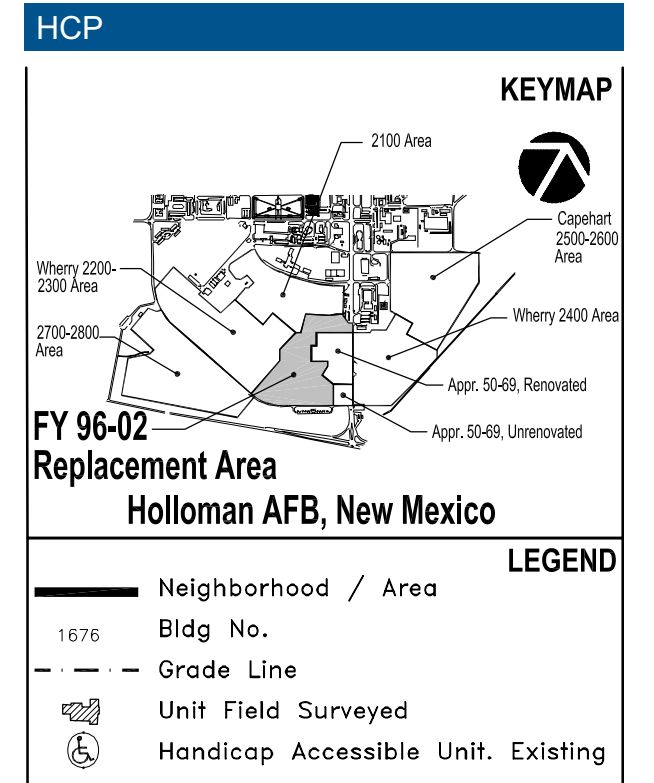 HCP
KEYMAP
2100 Area
Capehart
2500-2600
Area
Wherry 2200-
2300 Area
Wherry 2400 Area
2700-2800
Area
Appr. 50-69, Renovated
FY 96-02
Appr. 50-69, Unrenovated
Replacement Area
Holloman AFB, New Mexico
LEGEND
Neighborhood / Area
1676 Bldg No.
Grade Line
Unit Field Surveyed
Handicap Accessible Unit. Existing